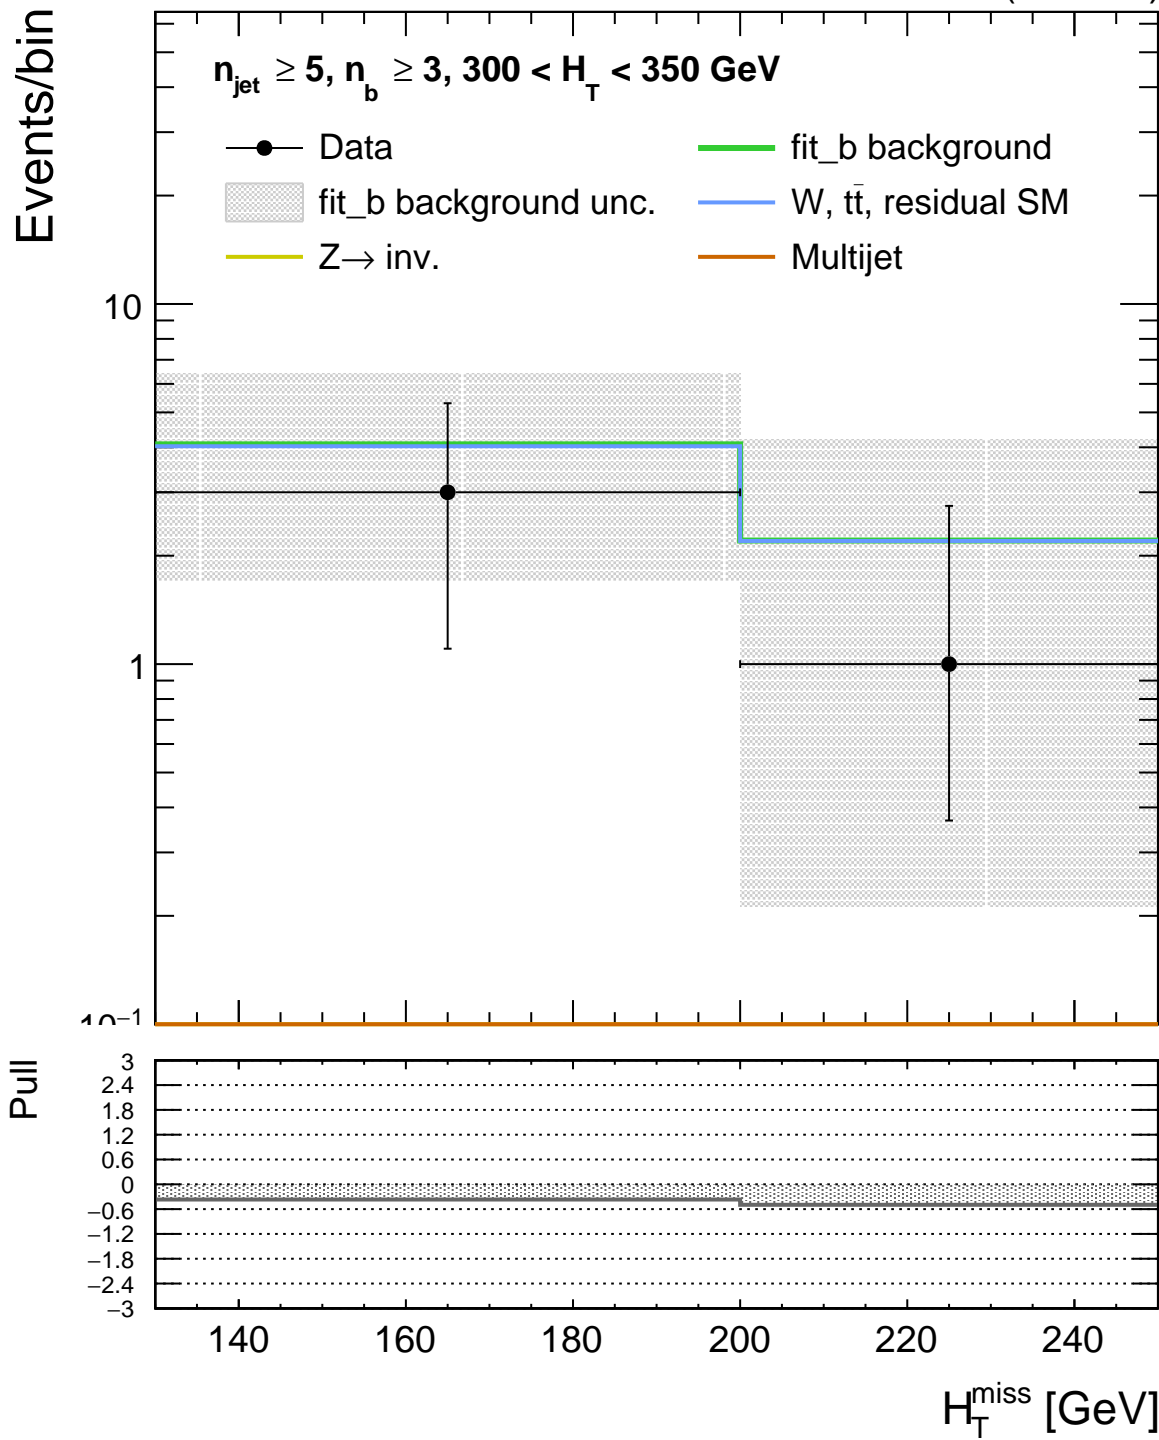 Events/bin
n_jet ≥ 5, n_b ≥ 3, 300 < H_T < 350 GeV
Data
fit_b background
fit_b background unc.
W, tt̄, residual SM
Z→ inv.
Multijet
10
1
10⁻¹
Pull
3
2.4
1.8
1.2
0.6
0
−0.6
−1.2
−1.8
−2.4
−3
140 160 180 200 220 240
H_T^miss [GeV]